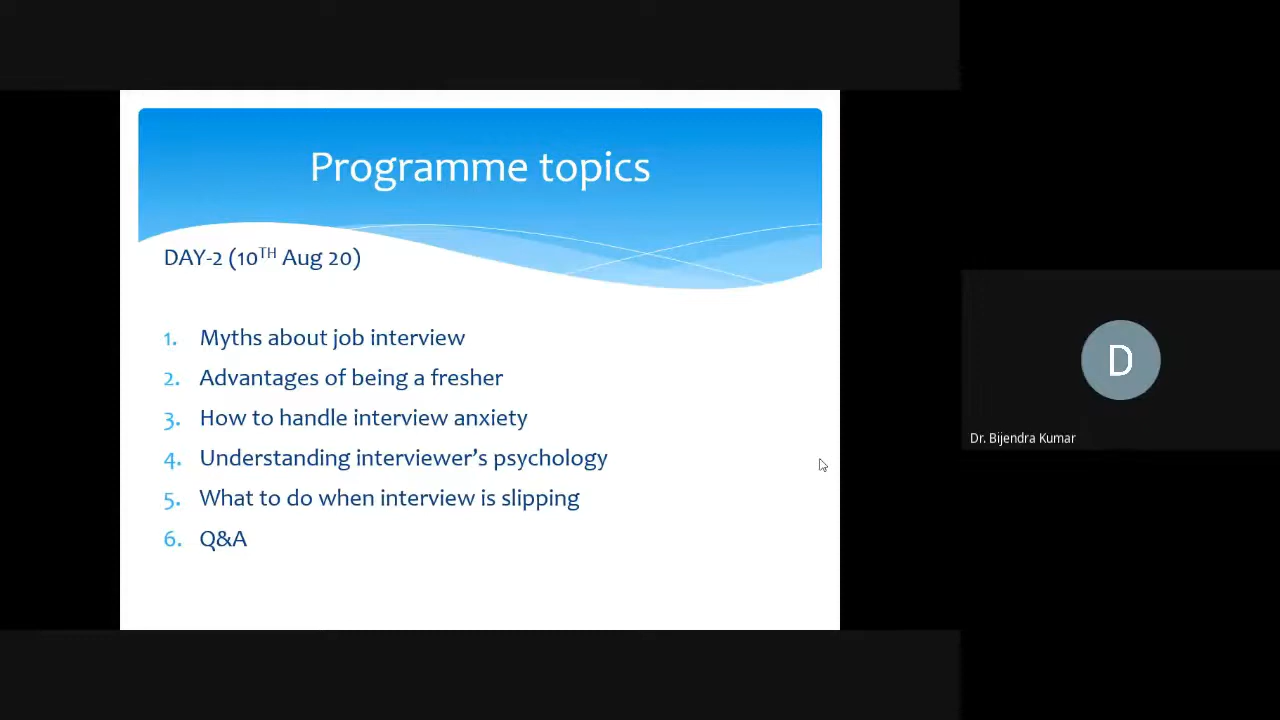 Programme topics
DAY-2 (10TH Aug 20)
1. Myths about job interview
2. Advantages of being a fresher
3. How to handle interview anxiety
4. Understanding interviewer’s psychology
5. What to do when interview is slipping
6. Q&A
D
Dr. Bijendra Kumar